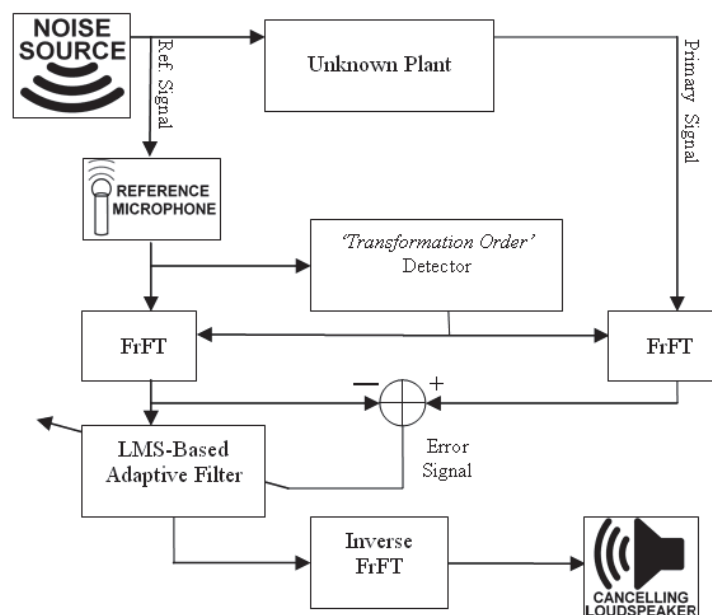 NOISE
SOURCE
Ref. Signal
Unknown Plant
Primary Signal
REFERENCE
MICROPHONE
‘Transformation Order’
Detector
FrFT
FrFT
− +
LMS-Based
Adaptive Filter
Error
Signal
Inverse
FrFT
CANCELLING
LOUDSPEAKER